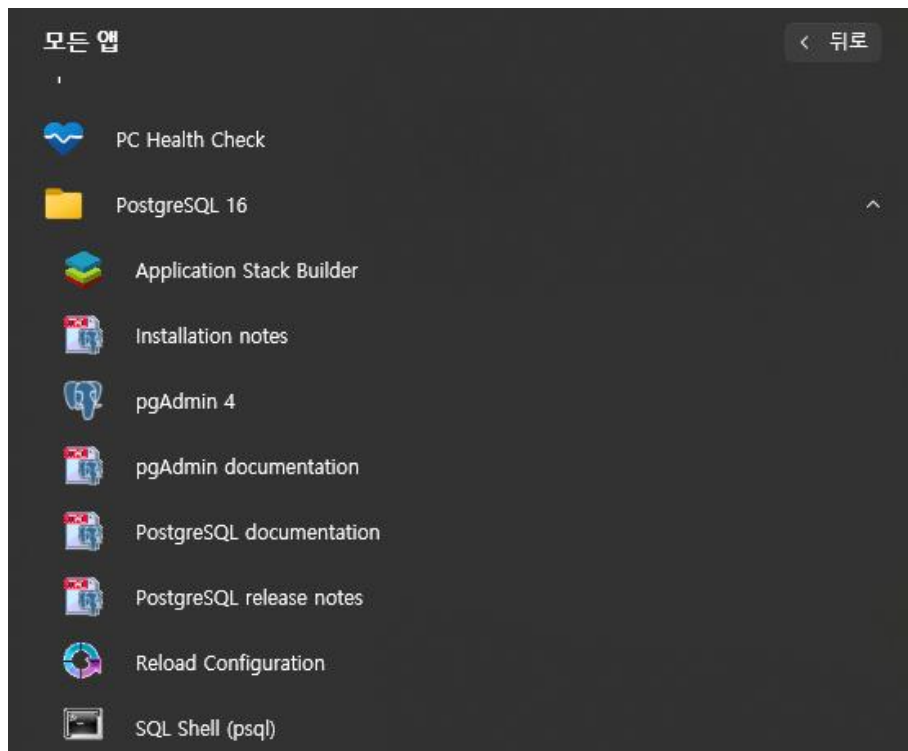 모든 앱
뒤로
PC Health Check
PostgreSQL 16
Application Stack Builder
Installation notes
pgAdmin 4
pgAdmin documentation
PostgreSQL documentation
PostgreSQL release notes
Reload Configuration
SQL Shell (psql)